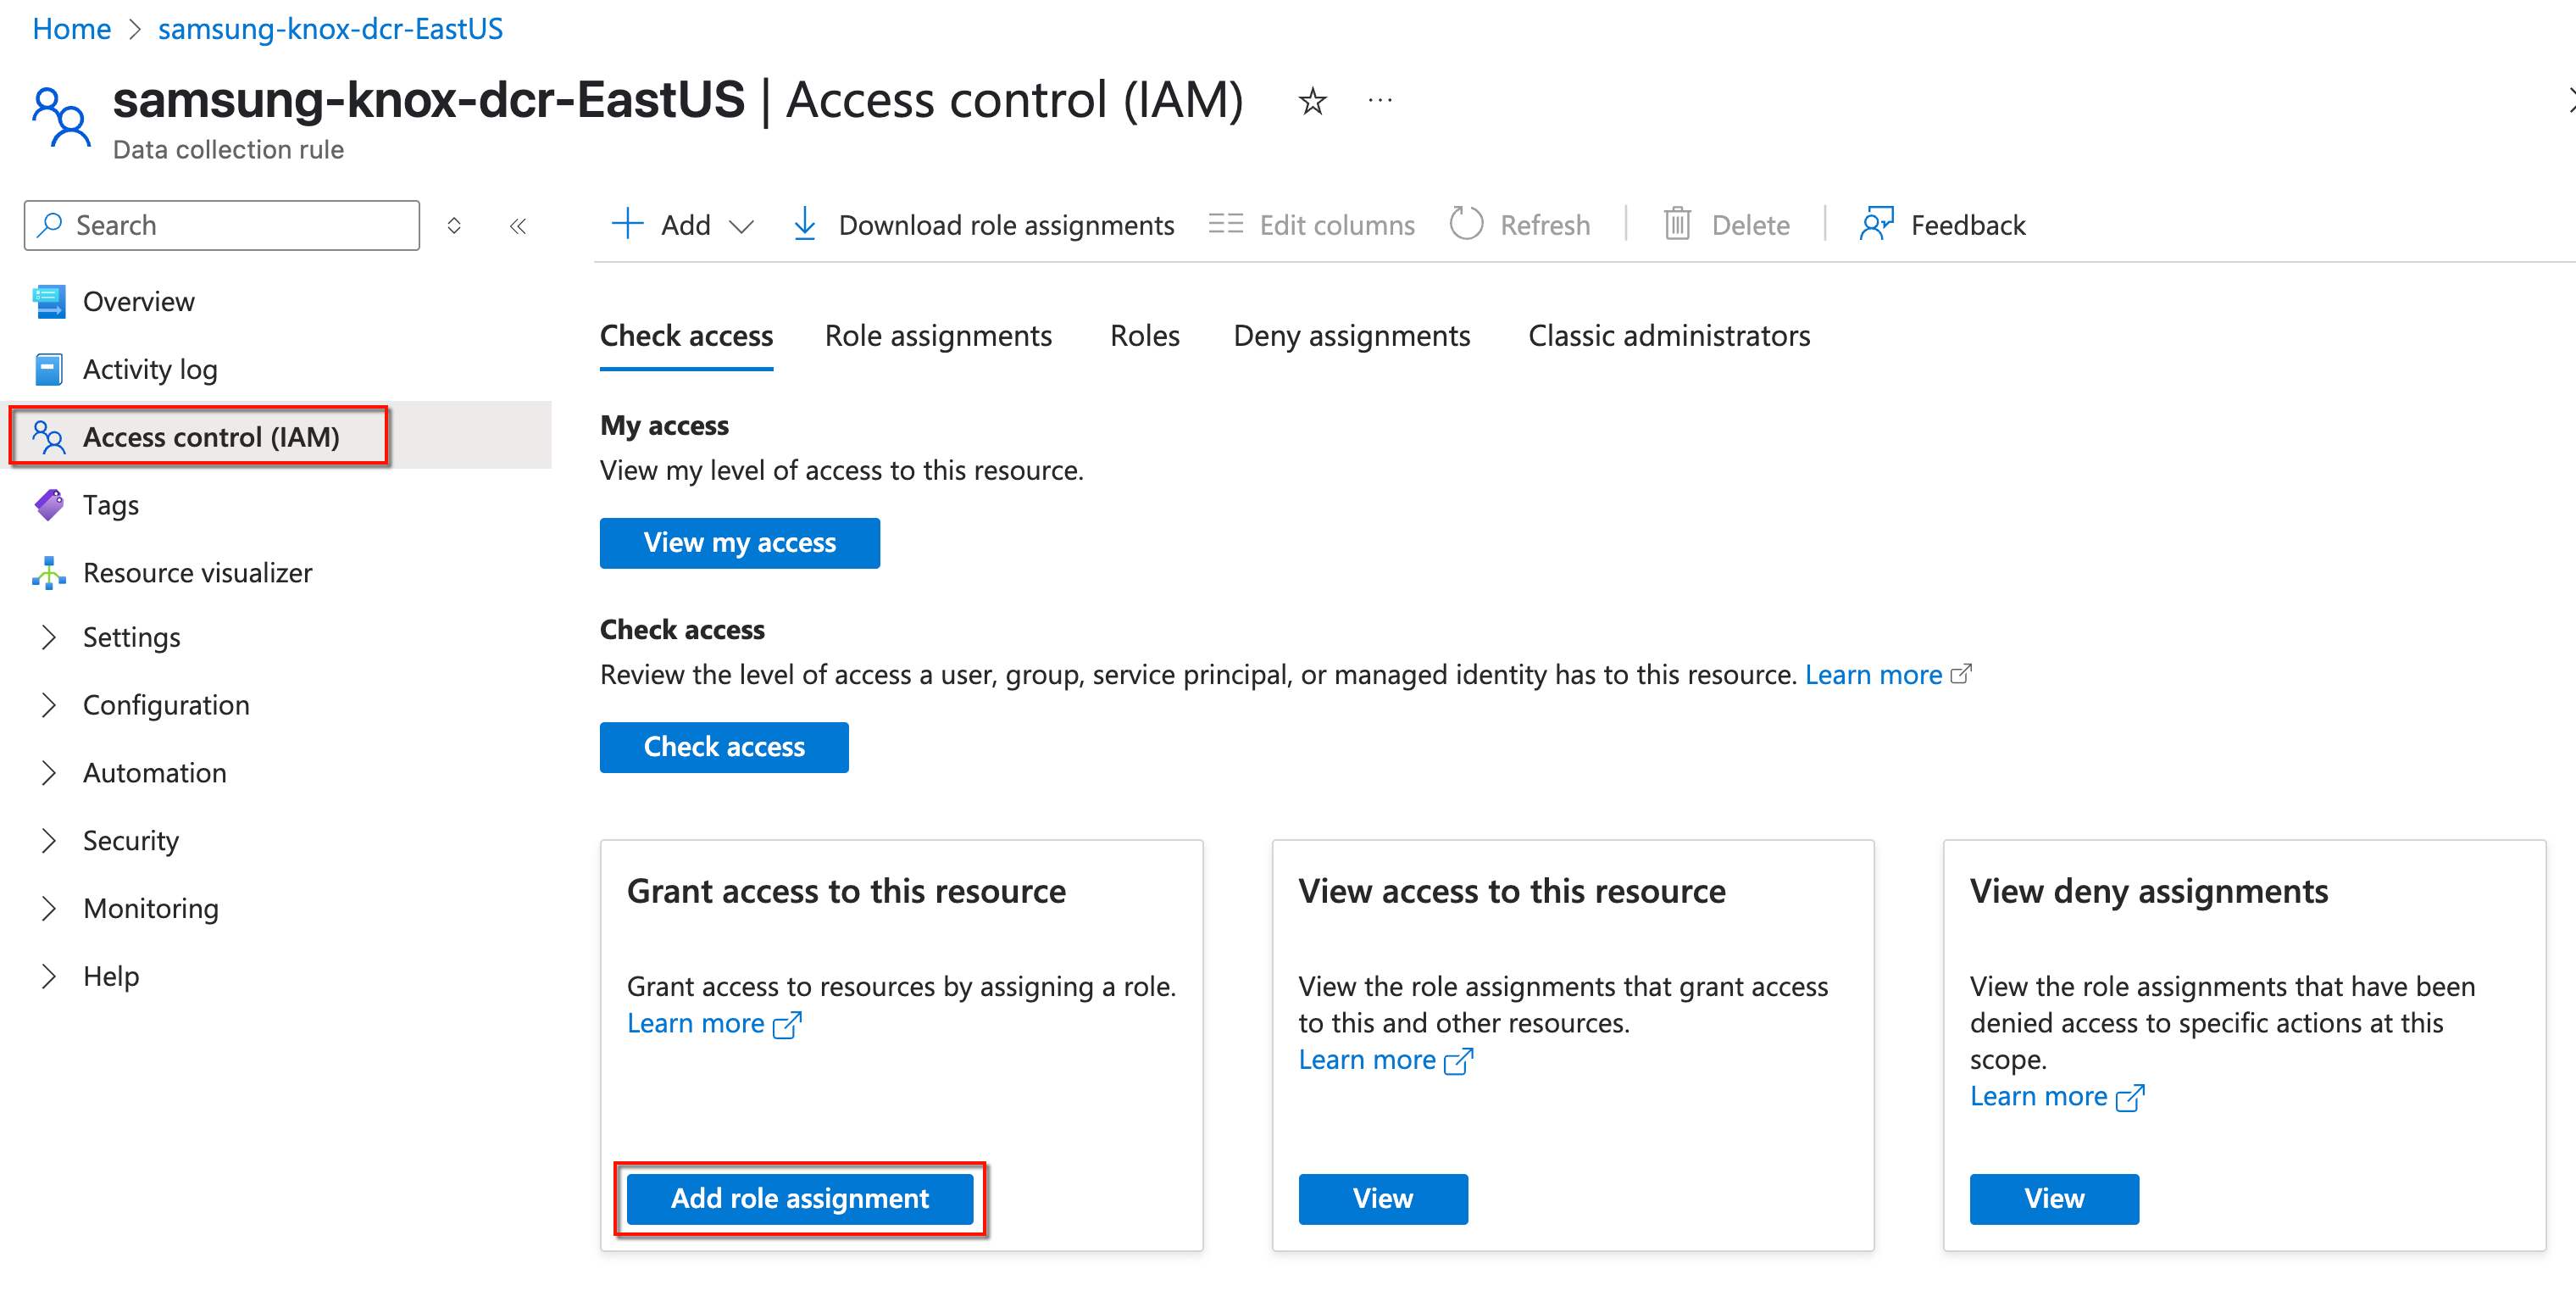 Home > samsung-knox-dcr-EastUS
samsung-knox-dcr-EastUS | Access control (IAM)
Data collection rule
Search
Add
Download role assignments
Edit columns
Refresh
Delete
Feedback
Overview
Activity log
Access control (IAM)
Tags
Resource visualizer
Settings
Configuration
Automation
Security
Monitoring
Help
Check access
Role assignments
Roles
Deny assignments
Classic administrators
My access
View my level of access to this resource.
View my access
Check access
Review the level of access a user, group, service principal, or managed identity has to this resource. Learn more
Check access
Grant access to this resource
Grant access to resources by assigning a role.
Learn more
Add role assignment
View access to this resource
View the role assignments that grant access
to this and other resources.
Learn more
View
View deny assignments
View the role assignments that have been
denied access to specific actions at this
scope.
Learn more
View